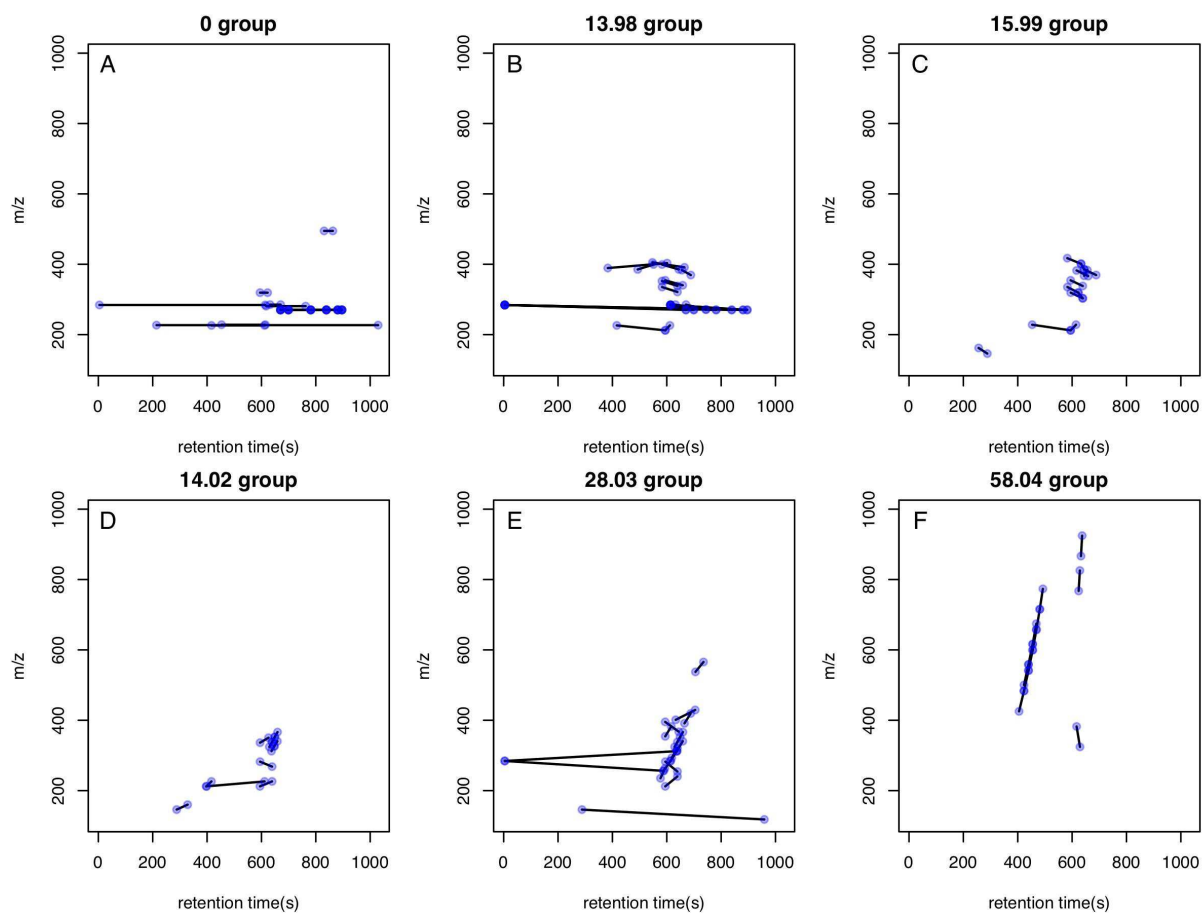 0 group
13.98 group
15.99 group
A
B
C
1000
800
600
400
200
m/z
0 200 400 600 800 1000
retention time(s)
1000
800
600
400
200
m/z
0 200 400 600 800 1000
retention time(s)
1000
800
600
400
200
m/z
0 200 400 600 800 1000
retention time(s)
14.02 group
28.03 group
58.04 group
D
E
F
1000
800
600
400
200
m/z
0 200 400 600 800 1000
retention time(s)
1000
800
600
400
200
m/z
0 200 400 600 800 1000
retention time(s)
1000
800
600
400
200
m/z
0 200 400 600 800 1000
retention time(s)